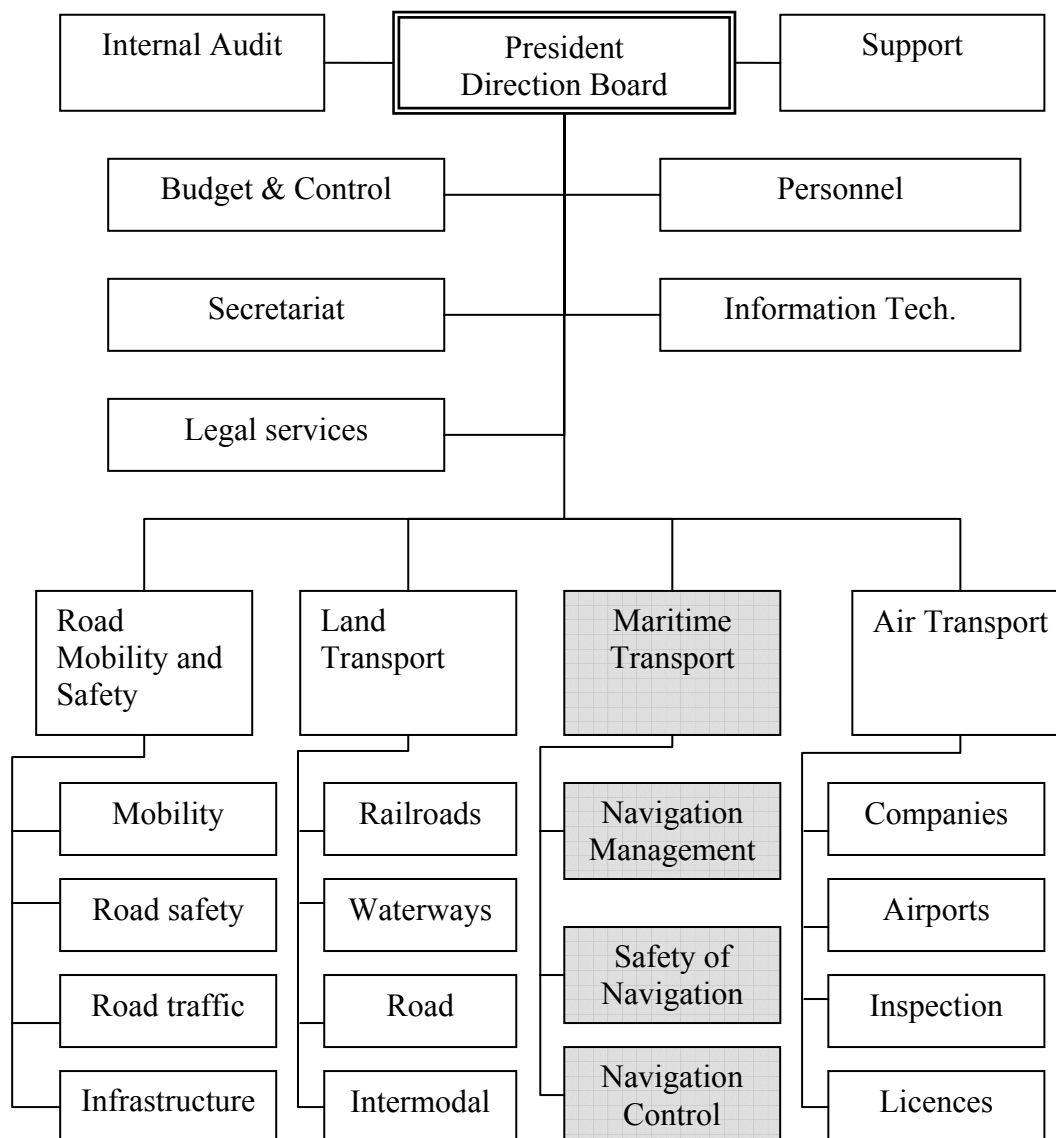 Internal Audit
President
Direction Board
Support
Budget & Control
Personnel
Secretariat
Information Tech.
Legal services
Road
Mobility and
Safety
Land
Transport
Maritime
Transport
Air Transport
Mobility
Railroads
Navigation
Management
Companies
Road safety
Waterways
Safety of
Navigation
Airports
Road traffic
Road
Inspection
Infrastructure
Intermodal
Navigation
Control
Licences